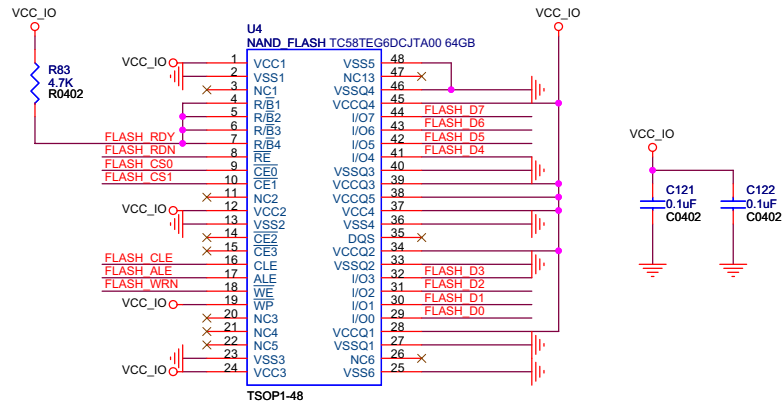 VCC_IO
R83
4.7K
R0402
U4
NAND_FLASH TC58TEG6DCJTA00 64GB
VCC_IO
VCC_IO 1 VCC1
2 VSS1
3 NC1
4 R/B1
5 R/B2
6 R/B3
FLASH_RDY 7 R/B4
FLASH_RDN 8 RE
FLASH_CS0 9 CE0
FLASH_CS1 10 CE1
11 NC2
VCC_IO 12 VCC2
13 VSS2
14 CE2
15 CE3
FLASH_CLE 16 CLE
FLASH_ALE 17 ALE
FLASH_WRN 18 WE
VCC_IO 19 WP
20 NC3
21 NC4
22 NC5
23 VSS3
VCC_IO 24 VCC3
VSS5 48
NC13 47
VSSQ4 46
VCCQ4 45
I/O7 44 FLASH_D7
I/O6 43 FLASH_D6
I/O5 42 FLASH_D5
I/O4 41 FLASH_D4
VSSQ3 40
VCCQ3 39
VCCQ5 38
VCC4 37
VSS4 36
DQS 35
VCCQ2 34
VSSQ2 33
I/O3 32 FLASH_D3
I/O2 31 FLASH_D2
I/O1 30 FLASH_D1
I/O0 29 FLASH_D0
VCCQ1 28
VSSQ1 27
NC6 26
VSS6 25
TSOP1-48
VCC_IO
C121
0.1uF
C0402
C122
0.1uF
C0402